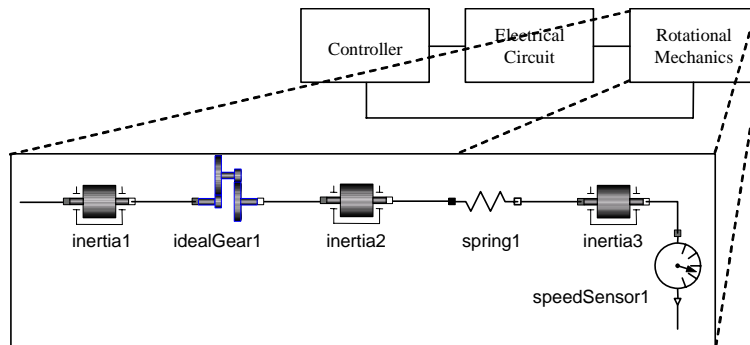 Controller
Electrical
Circuit
Rotational
Mechanics
inertia1
idealGear1
inertia2
spring1
inertia3
speedSensor1